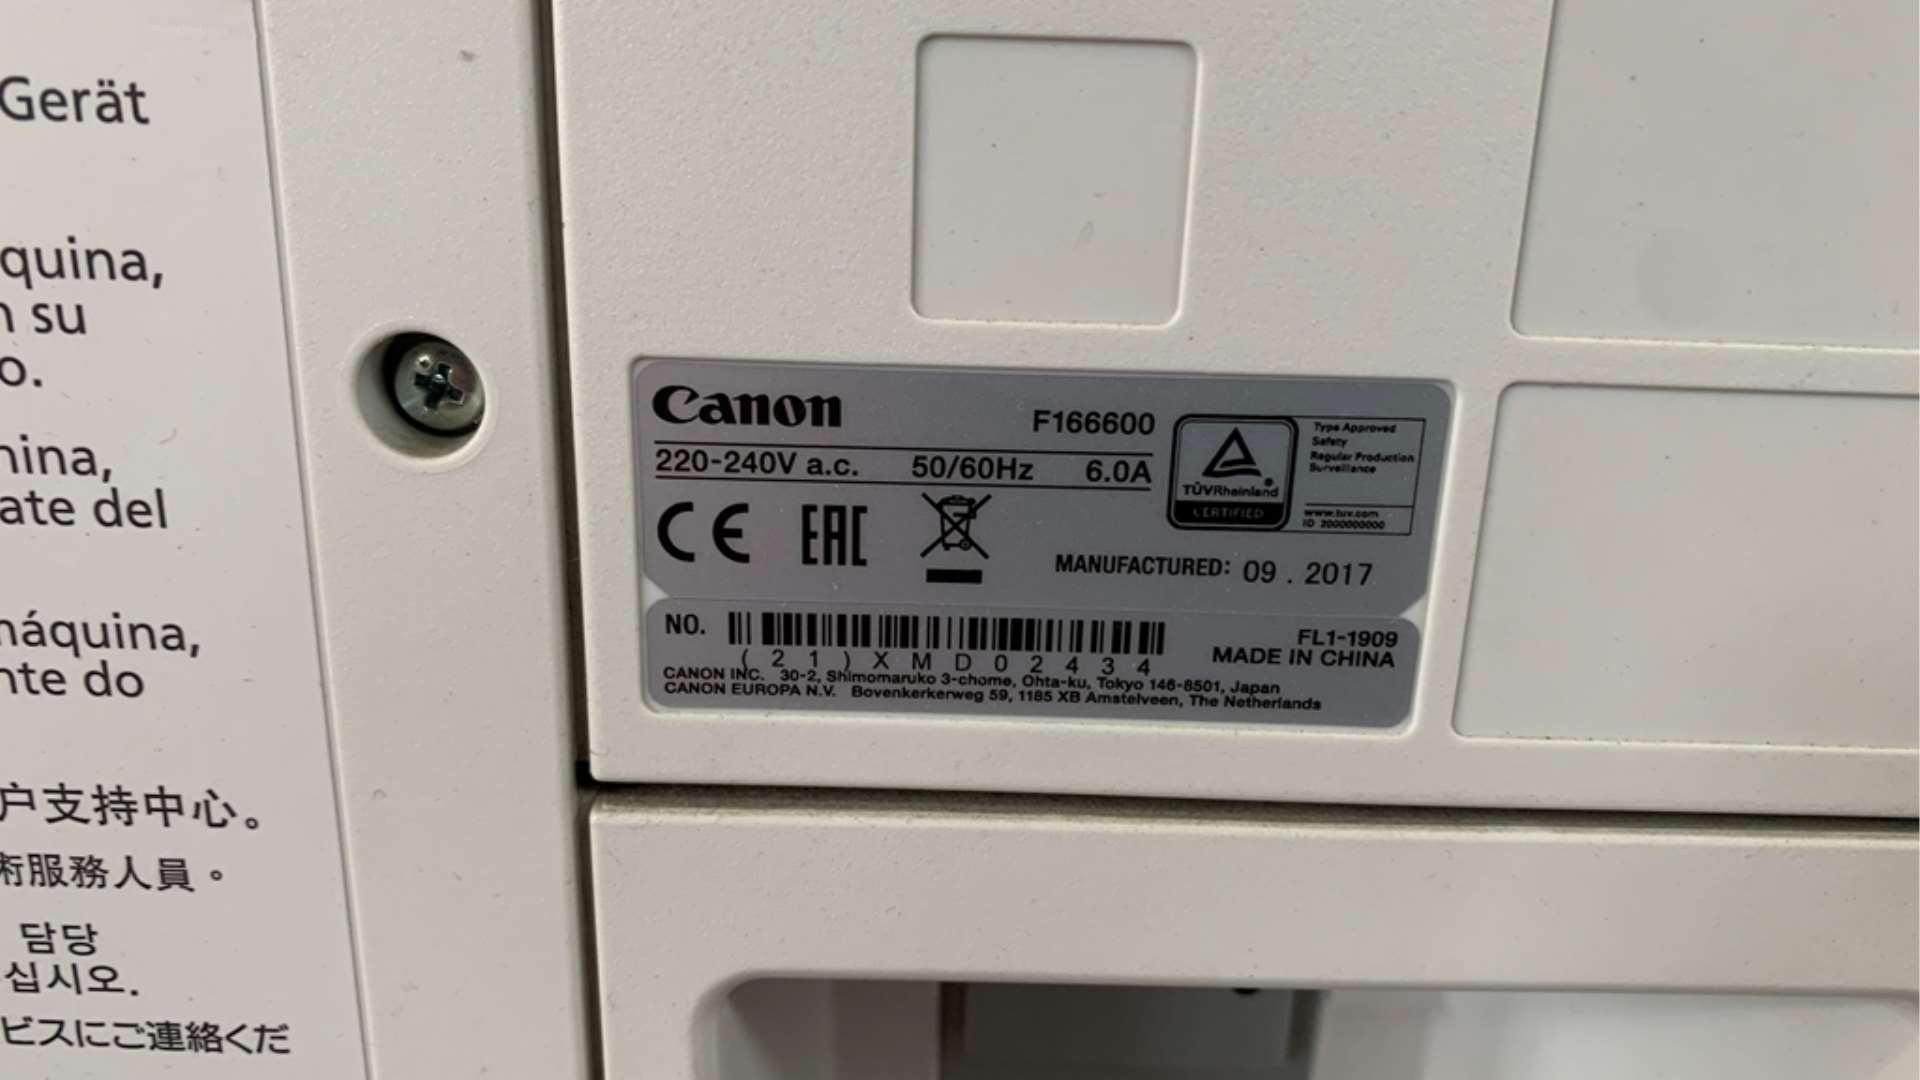 Gerät
quina,
n su
o.
hina,
ate del
máquina,
nte do
户支持中心。
術服務人員。
담당
십시오.
ビスにご連絡くだ
Canon F166600
220-240V a.c. 50/60Hz 6.0A
CE EAC
TÜVRheinland®
CERTIFIED
Type Approved
Safety
Regular Production
Surveillance
www.tuv.com
ID 2000000000
MANUFACTURED: 09 . 2017
NO. (21)XMD02434
FL1-1909
MADE IN CHINA
CANON INC. 30-2, Shimomaruko 3-chome, Ohta-ku, Tokyo 146-8501, Japan
CANON EUROPA N.V. Bovenkerkerweg 59, 1185 XB Amstelveen, The Netherlands